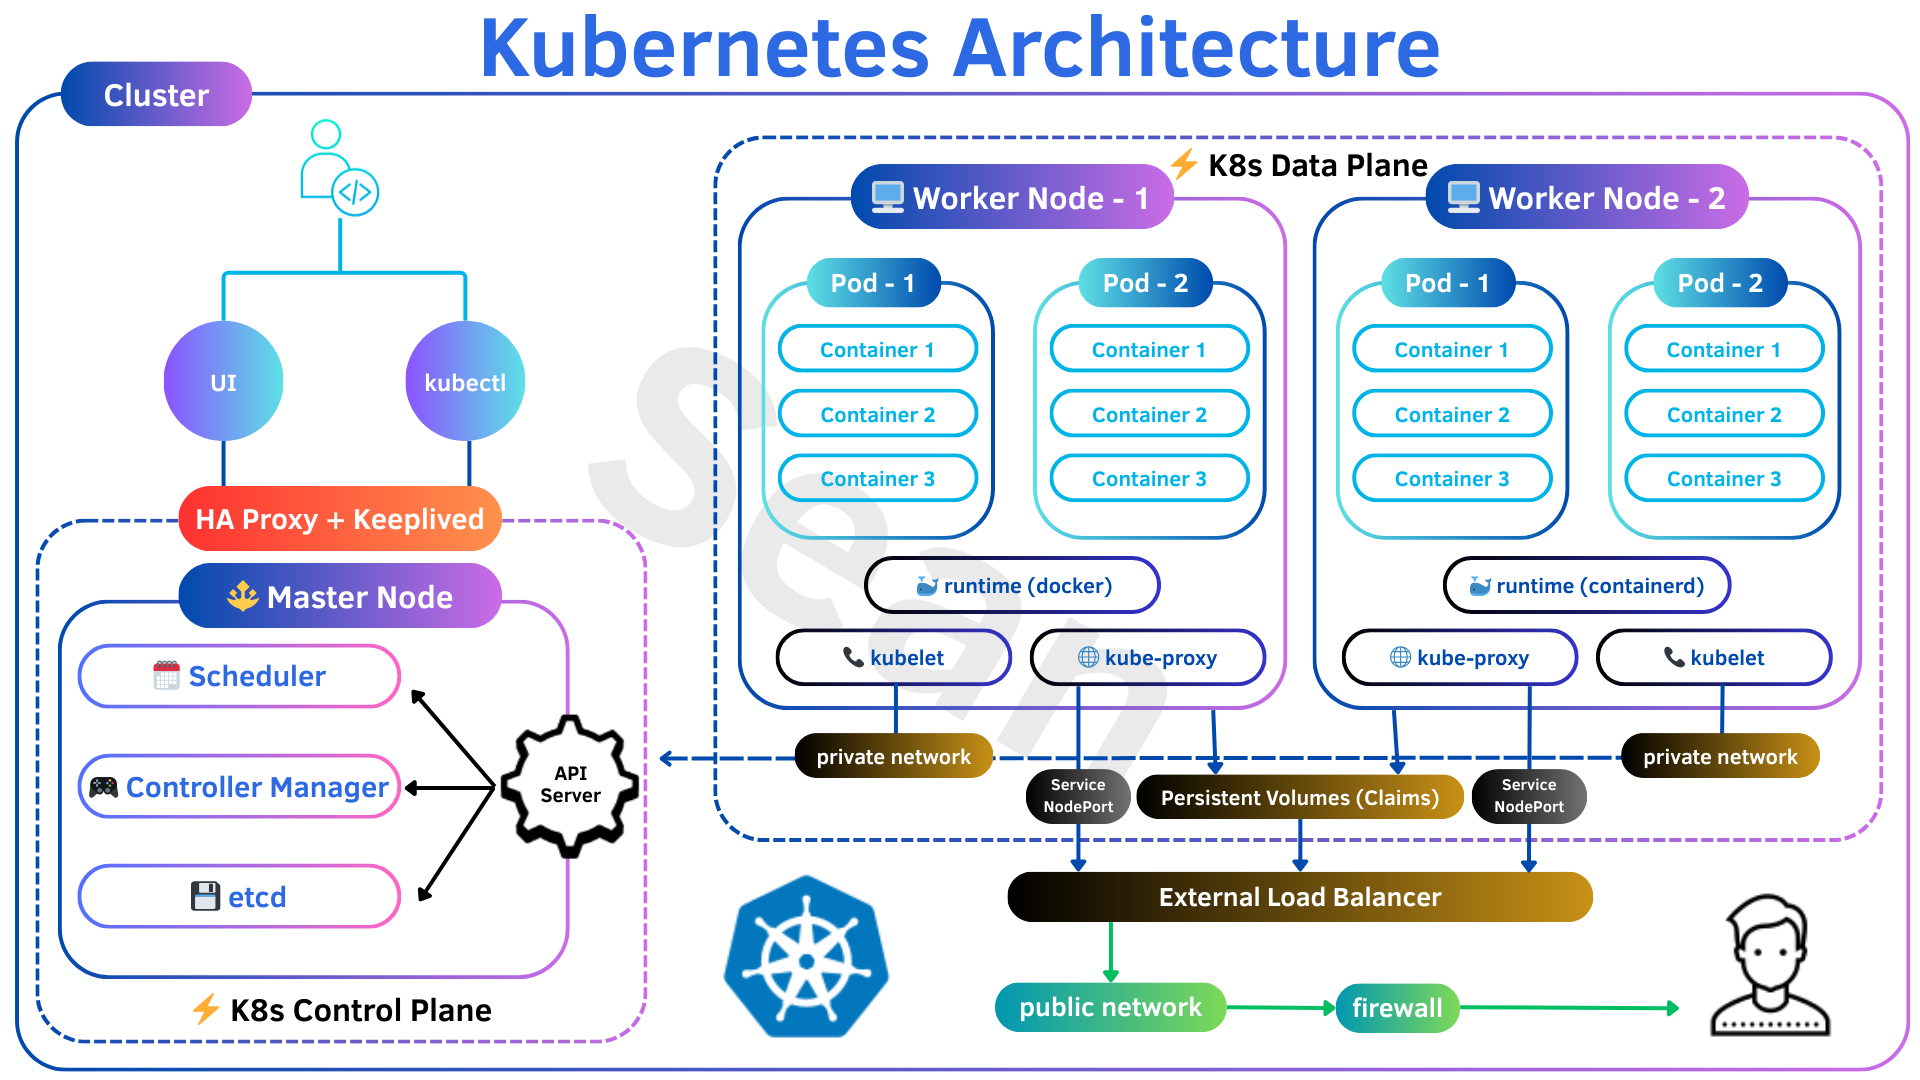 Kubernetes Architecture
Cluster
UI
kubectl
HA Proxy + Keeplived
Master Node
Scheduler
Controller Manager
etcd
API
Server
K8s Control Plane
K8s Data Plane
Worker Node - 1
Pod - 1
Container 1
Container 2
Container 3
Pod - 2
Container 1
Container 2
Container 3
runtime (docker)
kubelet
kube-proxy
Worker Node - 2
Pod - 1
Container 1
Container 2
Container 3
Pod - 2
Container 1
Container 2
Container 3
runtime (containerd)
kube-proxy
kubelet
private network
private network
Service
NodePort
Persistent Volumes (Claims)
Service
NodePort
External Load Balancer
public network
firewall
Sean